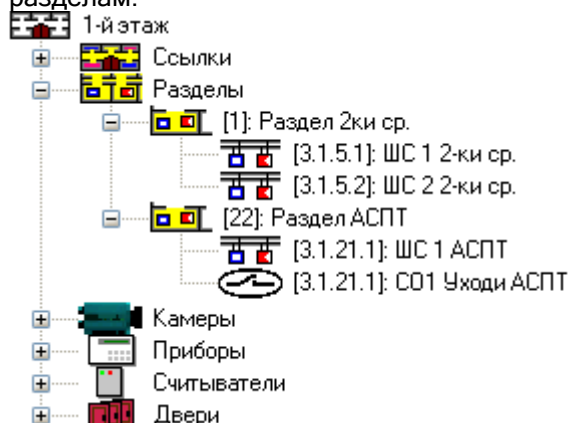 разделам:
1-й этаж
Ссылки
Разделы
[1]: Раздел 2ки ср.
[3.1.5.1]: ШС 1 2-ки ср.
[3.1.5.2]: ШС 2 2-ки ср.
[22]: Раздел АСПТ
[3.1.21.1]: ШС 1 АСПТ
[3.1.21.1]: СО1 Уходи АСПТ
Камеры
Приборы
Считыватели
Двери